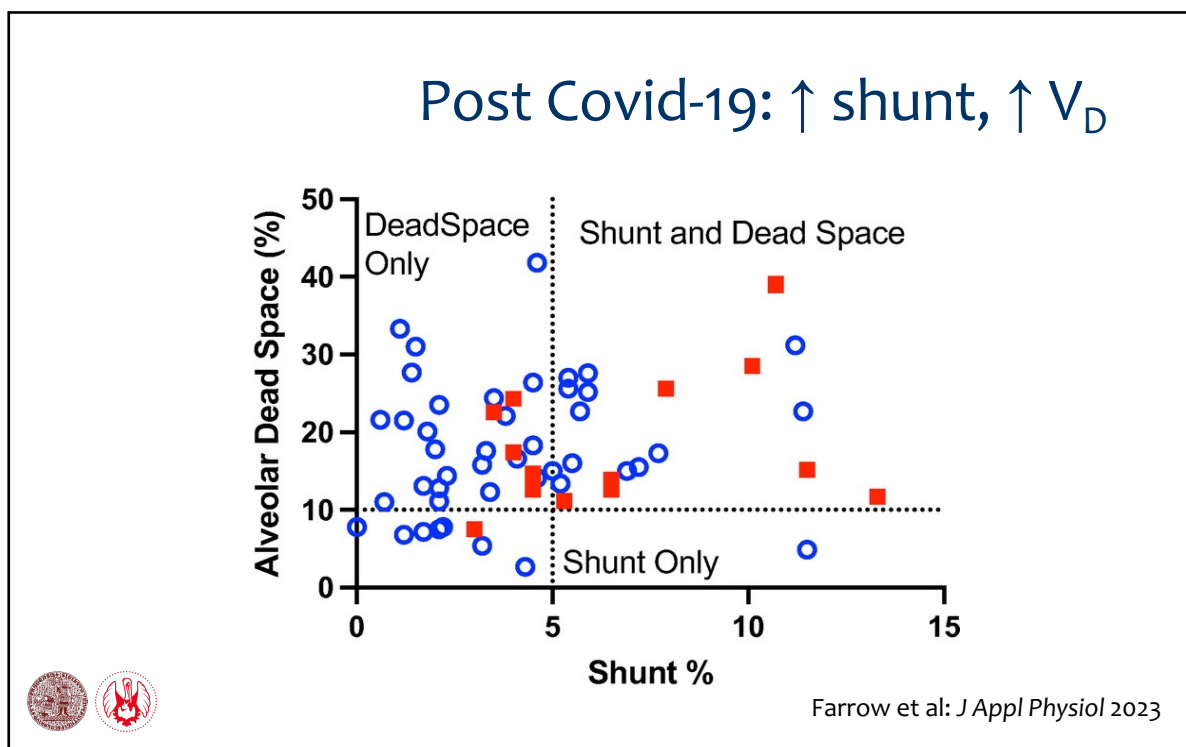 Post Covid-19: ↑ shunt, ↑ V_D
50
40
30
20
10
0
Alveolar Dead Space (%)
DeadSpace
Only
Shunt and Dead Space
Shunt Only
0
5
10
15
Shunt %
Farrow et al: J Appl Physiol 2023